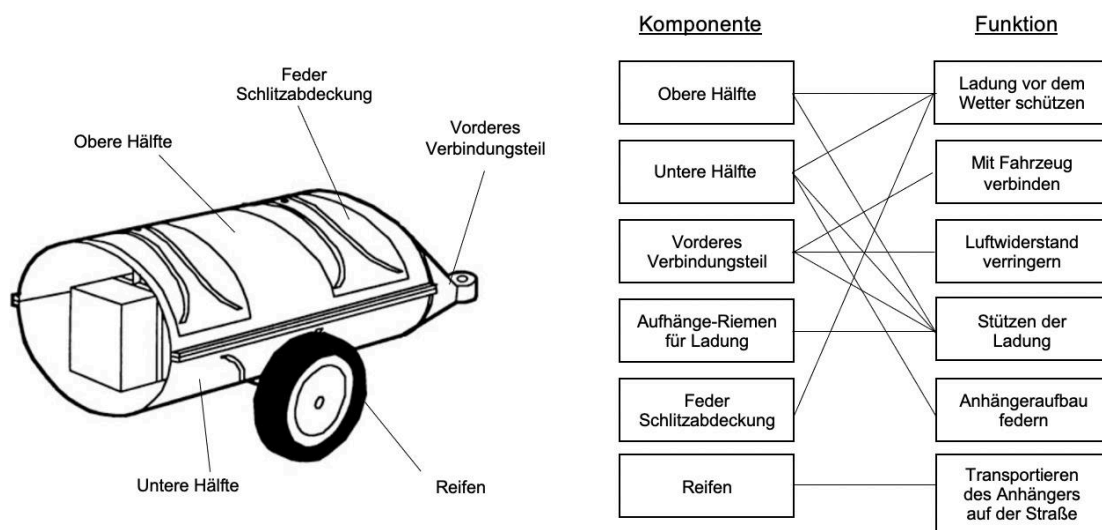 Feder
Schlitzabdeckung
Obere Hälfte
Vorderes
Verbindungsteil
Untere Hälfte
Reifen
Komponente
Funktion
Obere Hälfte
Ladung vor dem
Wetter schützen
Untere Hälfte
Mit Fahrzeug
verbinden
Vorderes
Verbindungsteil
Luftwiderstand
verringern
Aufhänge-Riemen
für Ladung
Stützen der
Ladung
Feder
Schlitzabdeckung
Anhängeraufbau
federn
Reifen
Transportieren
des Anhängers
auf der Straße